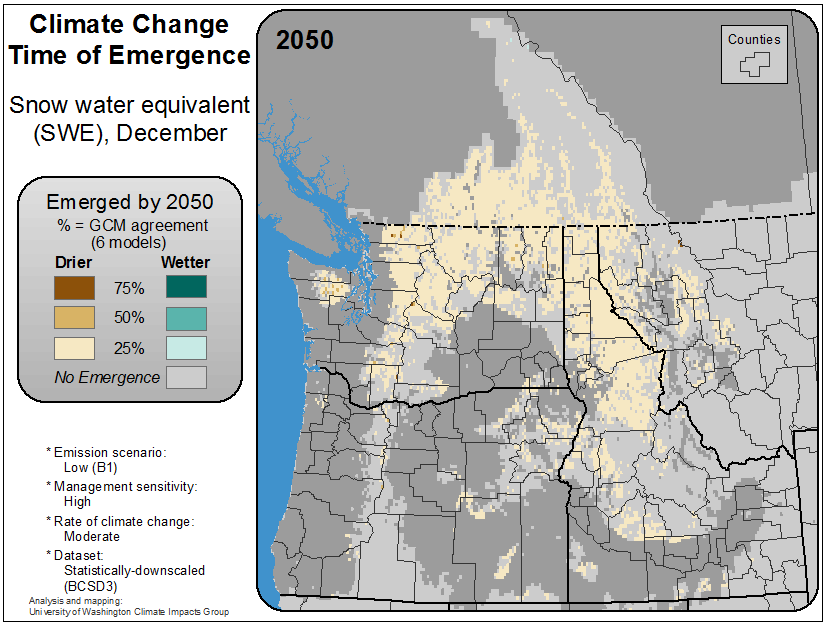 Climate Change
Time of Emergence
Snow water equivalent
(SWE), December
Emerged by 2050
% = GCM agreement
(6 models)
Drier Wetter
75%
50%
25%
No Emergence
* Emission scenario:
Low (B1)
* Management sensitivity:
High
* Rate of climate change:
Moderate
* Dataset:
Statistically-downscaled
(BCSD3)
Analysis and mapping:
University of Washington Climate Impacts Group
2050
Counties